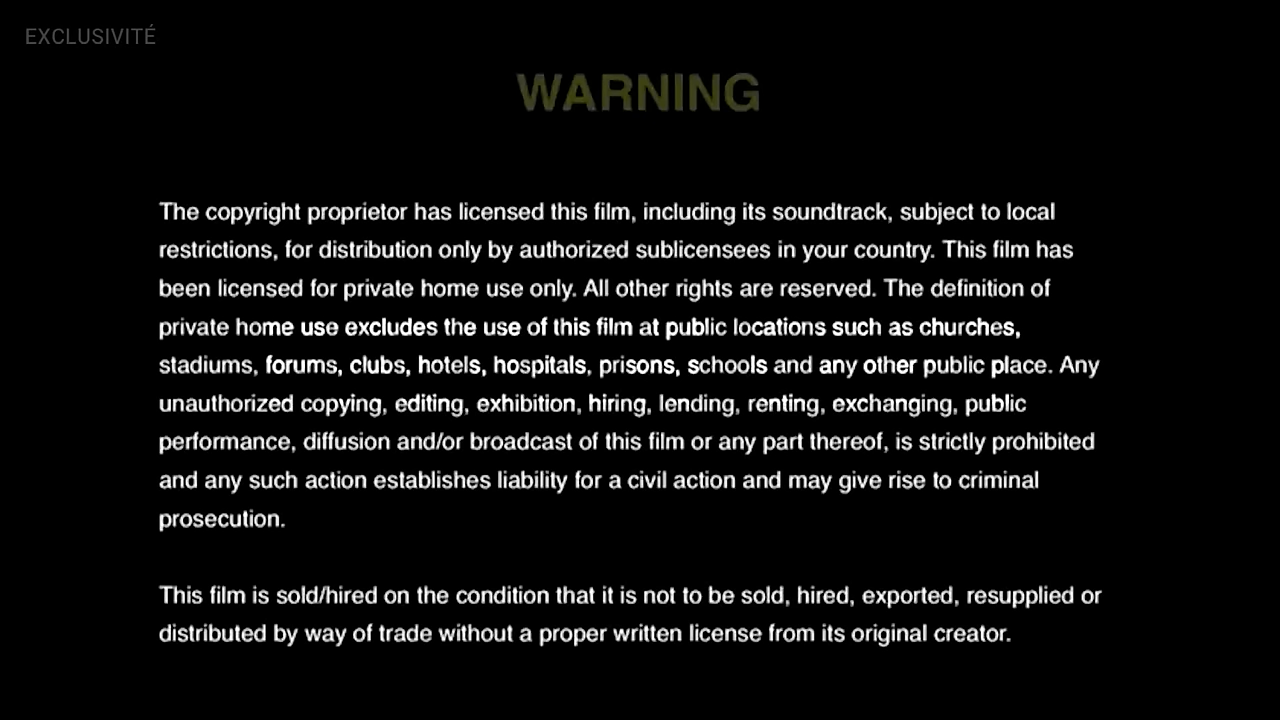 EXCLUSIVITÉ
WARNING
The copyright proprietor has licensed this film, including its soundtrack, subject to local
restrictions, for distribution only by authorized sublicensees in your country. This film has
been licensed for private home use only. All other rights are reserved. The definition of
private home use excludes the use of this film at public locations such as churches,
stadiums, forums, clubs, hotels, hospitals, prisons, schools and any other public place. Any
unauthorized copying, editing, exhibition, hiring, lending, renting, exchanging, public
performance, diffusion and/or broadcast of this film or any part thereof, is strictly prohibited
and any such action establishes liability for a civil action and may give rise to criminal
prosecution.
This film is sold/hired on the condition that it is not to be sold, hired, exported, resupplied or
distributed by way of trade without a proper written license from its original creator.